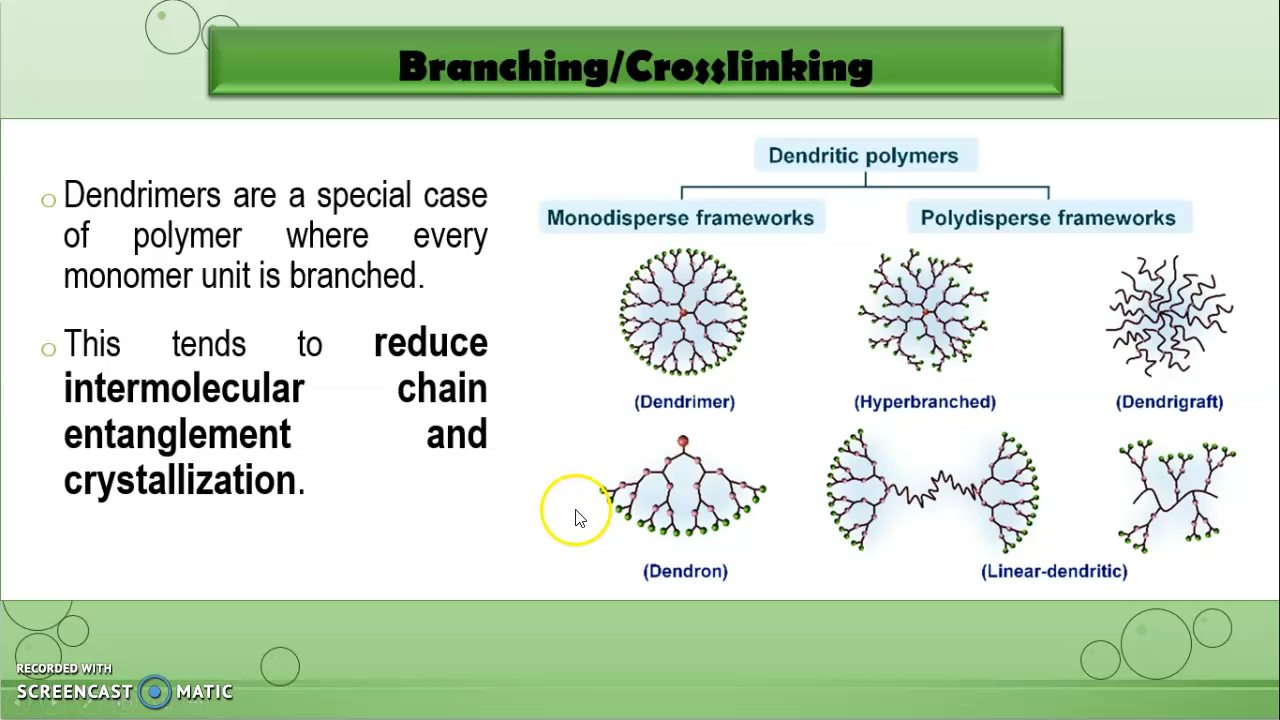 Branching/Crosslinking
Dendrimers are a special case
of polymer where every
monomer unit is branched.
This tends to reduce
intermolecular chain
entanglement and
crystallization.
Dendritic polymers
Monodisperse frameworks
Polydisperse frameworks
(Dendrimer)
(Hyperbranched)
(Dendrigraft)
(Dendron)
(Linear-dendritic)
RECORDED WITH
SCREENCAST MATIC